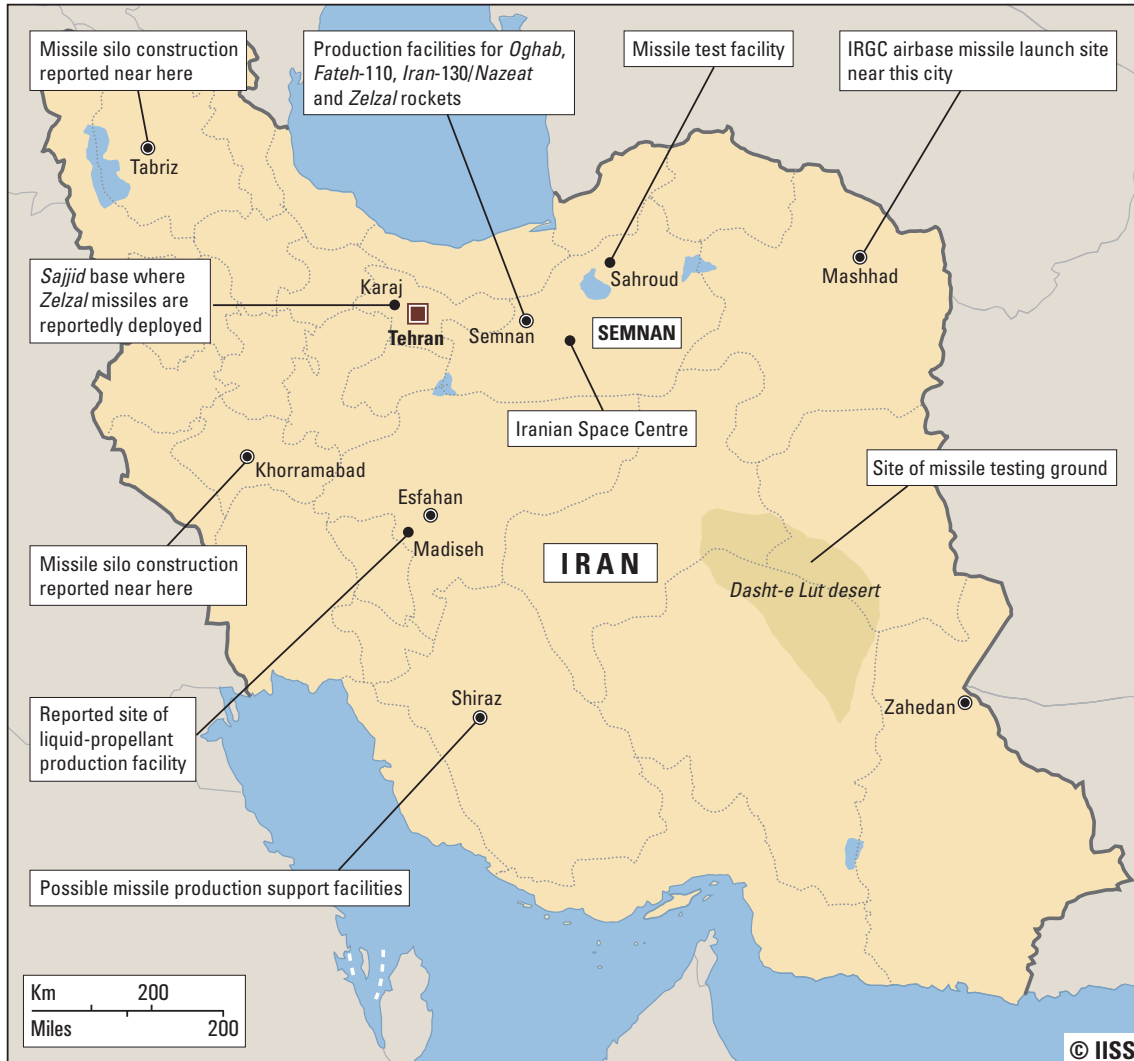 Missile silo construction
reported near here
Production facilities for Oghab,
Fateh-110, Iran-130/Nazeat
and Zelzal rockets
Missile test facility
IRGC airbase missile launch site
near this city
Tabriz
Sajjid base where
Zelzal missiles are
reportedly deployed
Karaj
Tehran
Semnan
Sahroud
SEMNAN
Mashhad
Iranian Space Centre
Khorramabad
Site of missile testing ground
Esfahan
Madiseh
Missile silo construction
reported near here
IRAN
Dasht-e Lut desert
Reported site of
liquid-propellant
production facility
Shiraz
Zahedan
Possible missile production support facilities
Km 200
Miles 200
© IISS